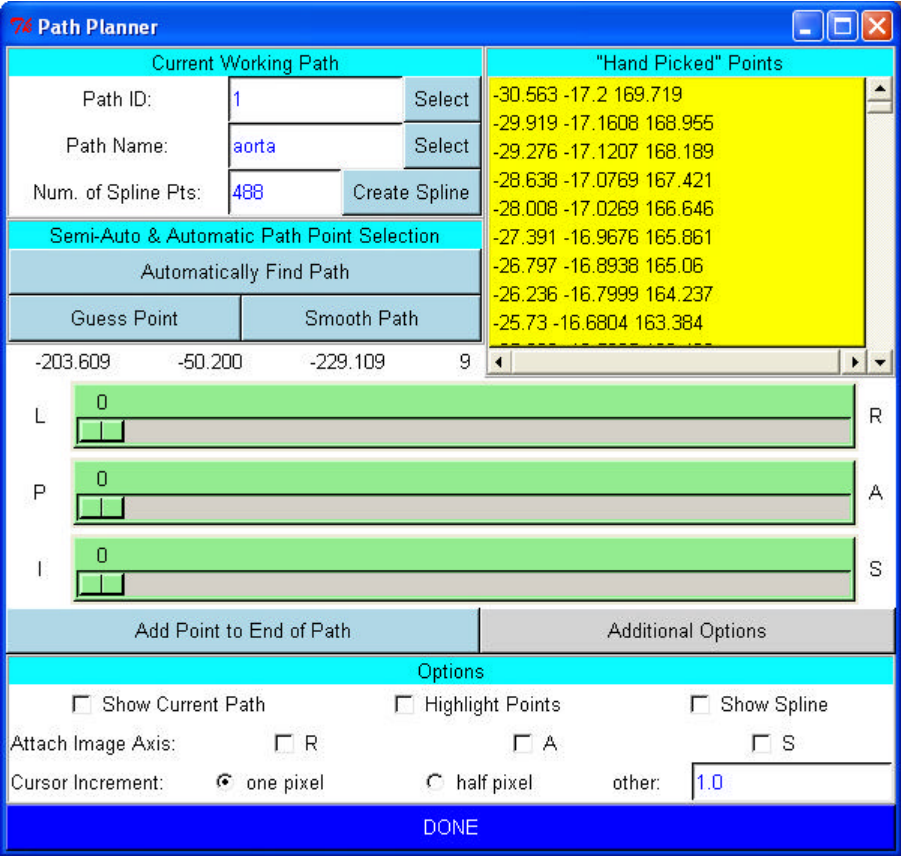 Path Planner
Current Working Path
Path ID: 1 Select
Path Name: aorta Select
Num. of Spline Pts: 488 Create Spline
"Hand Picked" Points
-30.563 -17.2 169.719
-29.919 -17.1608 168.955
-29.276 -17.1207 168.189
-28.638 -17.0769 167.421
-28.008 -17.0269 166.646
-27.391 -16.9676 165.861
-26.797 -16.8938 165.06
-26.236 -16.7999 164.237
-25.73 -16.6804 163.384
Semi-Auto & Automatic Path Point Selection
Automatically Find Path
Guess Point Smooth Path
-203.609 -50.200 -229.109 9
0
L R
0
P A
0
I S
Add Point to End of Path Additional Options
Options
Show Current Path Highlight Points Show Spline
Attach Image Axis: R A S
Cursor Increment: one pixel half pixel other: 1.0
DONE